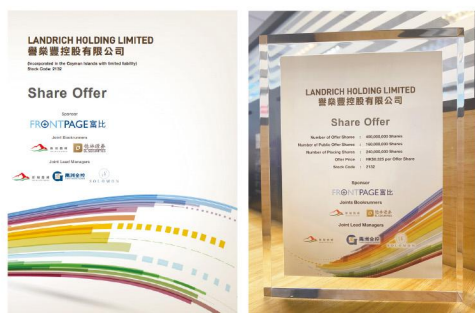 LANDRICH HOLDING LIMITED
譽燊豐控股有限公司
(Incorporated in the Cayman Islands with limited liability)
Stock Code: 2132
Share Offer
Sponsor
FRONTPAGE富比
Joint Bookrunners
Joint Lead Managers
LANDRICH HOLDING LIMITED
譽燊豐控股有限公司
Share Offer
Number of Offer Shares : 400,000,000 Shares
Number of Public Offer Shares : 160,000,000 Shares
Number of Placing Shares : 240,000,000 Shares
Offer Price : HK$0.325 per Offer Share
Stock Code : 2132
Sponsor
FRONTPAGE富比
Joints Bookrunners
Joint Lead Managers